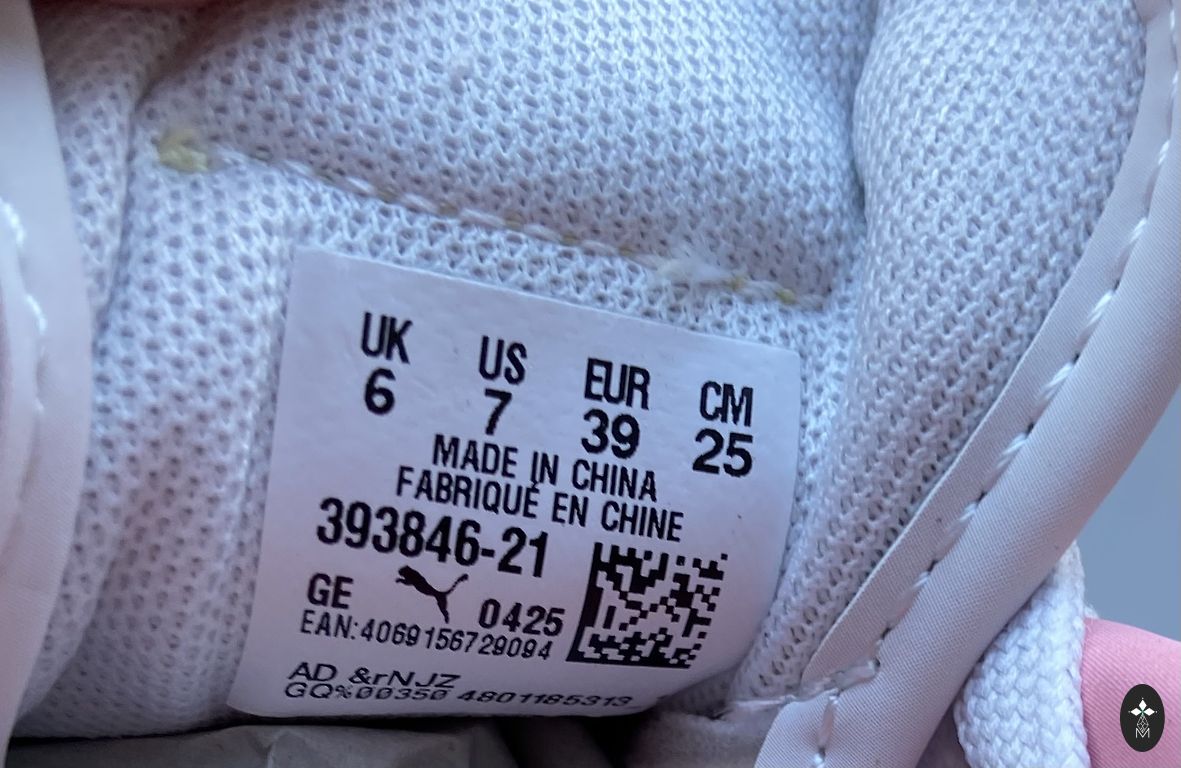 UK US EUR CM
6 7 39 25
MADE IN CHINA
FABRIQUÉ EN CHINE
393846-21
GE 0425
EAN:4069156729094
AD &rNJZ
GQ%00350 4801185313
M